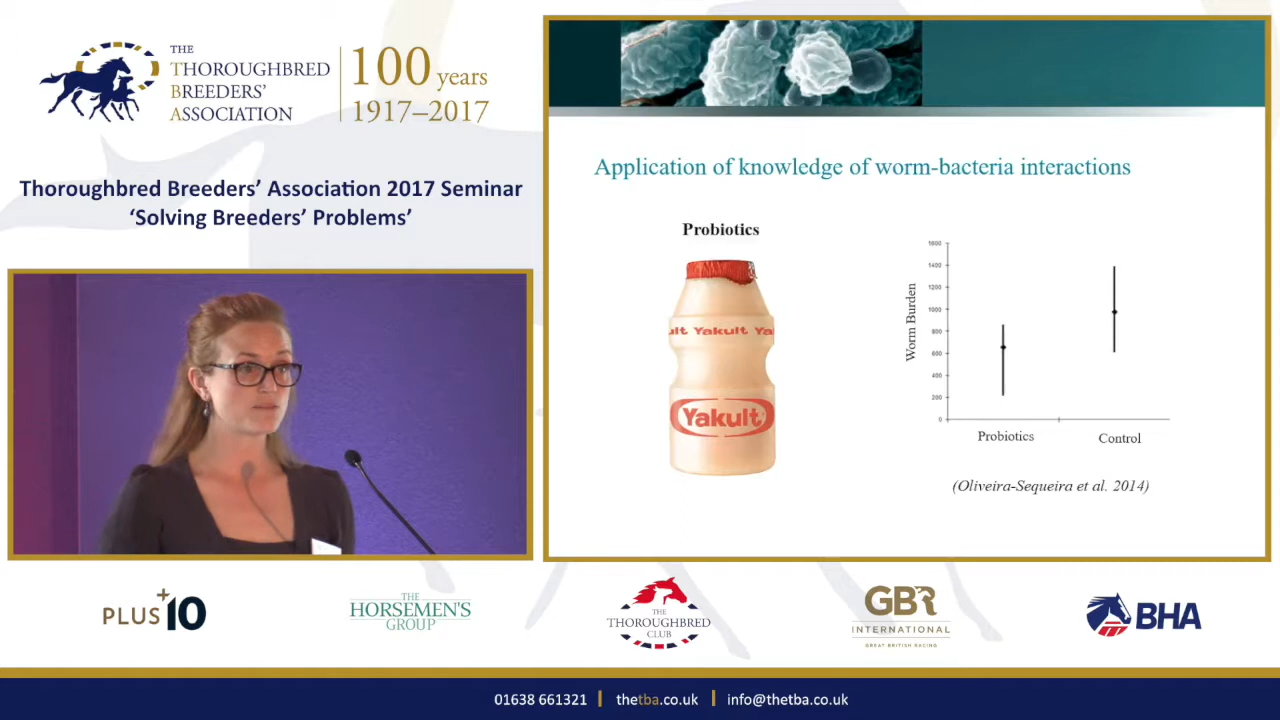 THE
THOROUGHBRED
BREEDERS'
ASSOCIATION
100 years
1917–2017
Thoroughbred Breeders' Association 2017 Seminar
'Solving Breeders' Problems'
Application of knowledge of worm-bacteria interactions
Probiotics
ult Yakult Ya
Yakult
Worm Burden
1600
1400
1200
1000
800
600
400
200
0
Probiotics
Control
(Oliveira-Sequeira et al. 2014)
PLUS+10
THE
HORSEMEN'S
GROUP
THE
THOROUGHBRED
CLUB
GBR
INTERNATIONAL
GREAT BRITISH RACING
BHA
01638 661321 | thetba.co.uk | info@thetba.co.uk